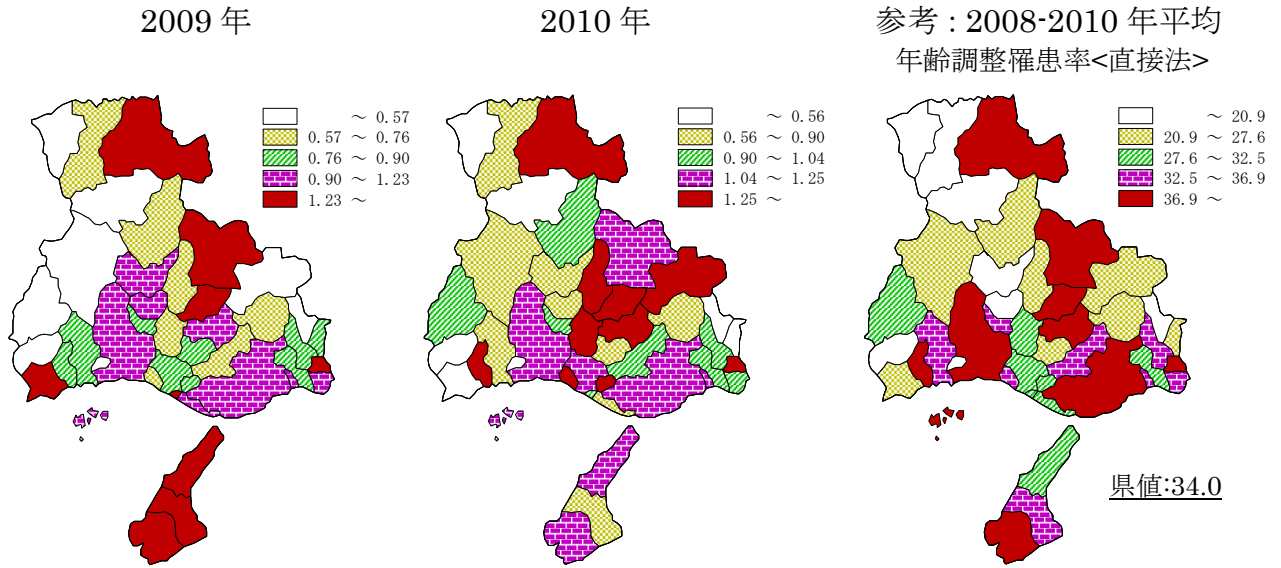 2009 年
～ 0.57
0.57 ～ 0.76
0.76 ～ 0.90
0.90 ～ 1.23
1.23 ～
2010 年
～ 0.56
0.56 ～ 0.90
0.90 ～ 1.04
1.04 ～ 1.25
1.25 ～
参考 : 2008-2010 年平均
年齢調整罹患率<直接法>
～ 20.9
20.9 ～ 27.6
27.6 ～ 32.5
32.5 ～ 36.9
36.9 ～
県値:34.0